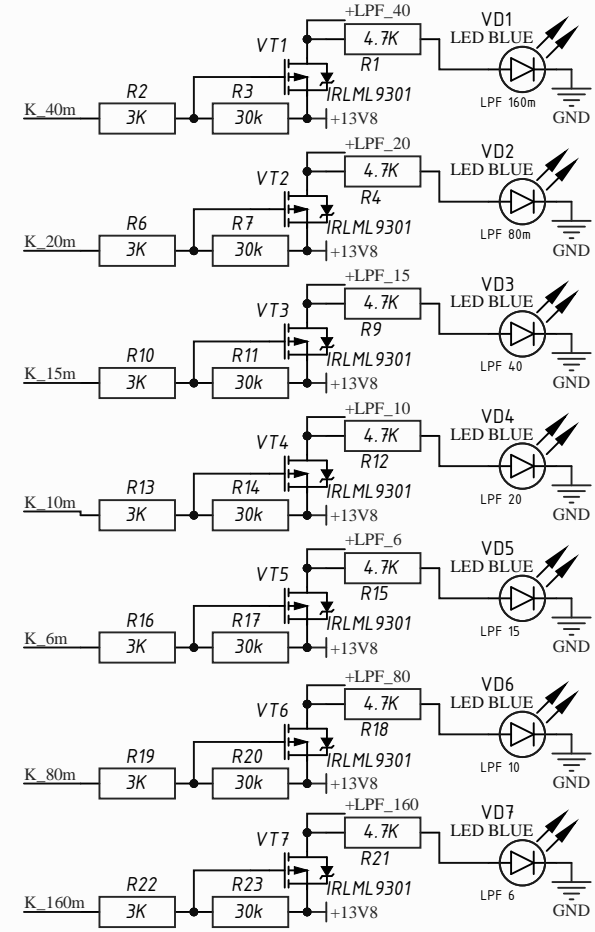 +LPF_40
VD1
LED BLUE
VT1
4.7K
R1
R2
R3
IRLML9301
LPF 160m
K_40m
3K
30k
+13V8
GND
+LPF_20
VD2
LED BLUE
VT2
4.7K
R4
R6
R7
IRLML9301
LPF 80m
K_20m
3K
30k
+13V8
GND
+LPF_15
VD3
LED BLUE
VT3
4.7K
R9
R10
R11
IRLML9301
LPF 40
K_15m
3K
30k
+13V8
GND
+LPF_10
VD4
LED BLUE
VT4
4.7K
R12
R13
R14
IRLML9301
LPF 20
K_10m
3K
30k
+13V8
GND
+LPF_6
VD5
LED BLUE
VT5
4.7K
R15
R16
R17
IRLML9301
LPF 15
K_6m
3K
30k
+13V8
GND
+LPF_80
VD6
LED BLUE
VT6
4.7K
R18
R19
R20
IRLML9301
LPF 10
K_80m
3K
30k
+13V8
GND
+LPF_160
VD7
LED BLUE
VT7
4.7K
R21
R22
R23
IRLML9301
LPF 6
K_160m
3K
30k
+13V8
GND